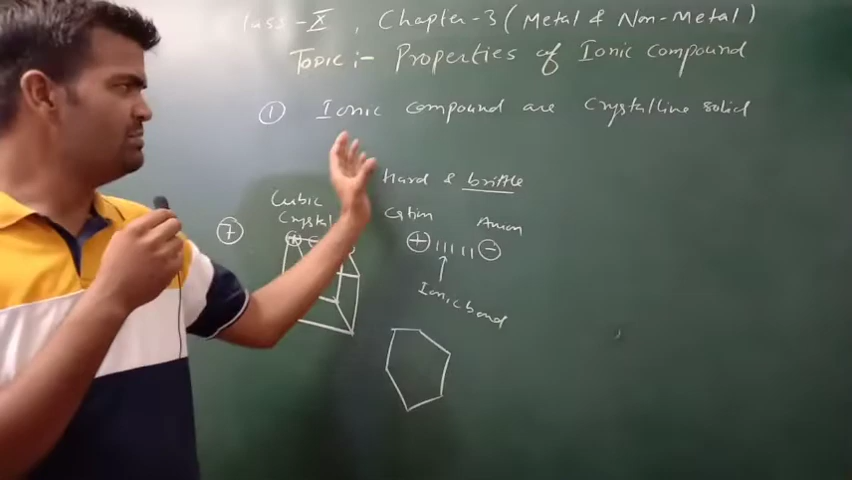 lass - X , Chapter - 3 ( Metal & Non-Metal )
Topic :- Properties of Ionic Compound
① Ionic compound are Crystalline solid
Hard & brittle
⑦ Cubic Crystal
Cation Anion
+ -
Ionic bond